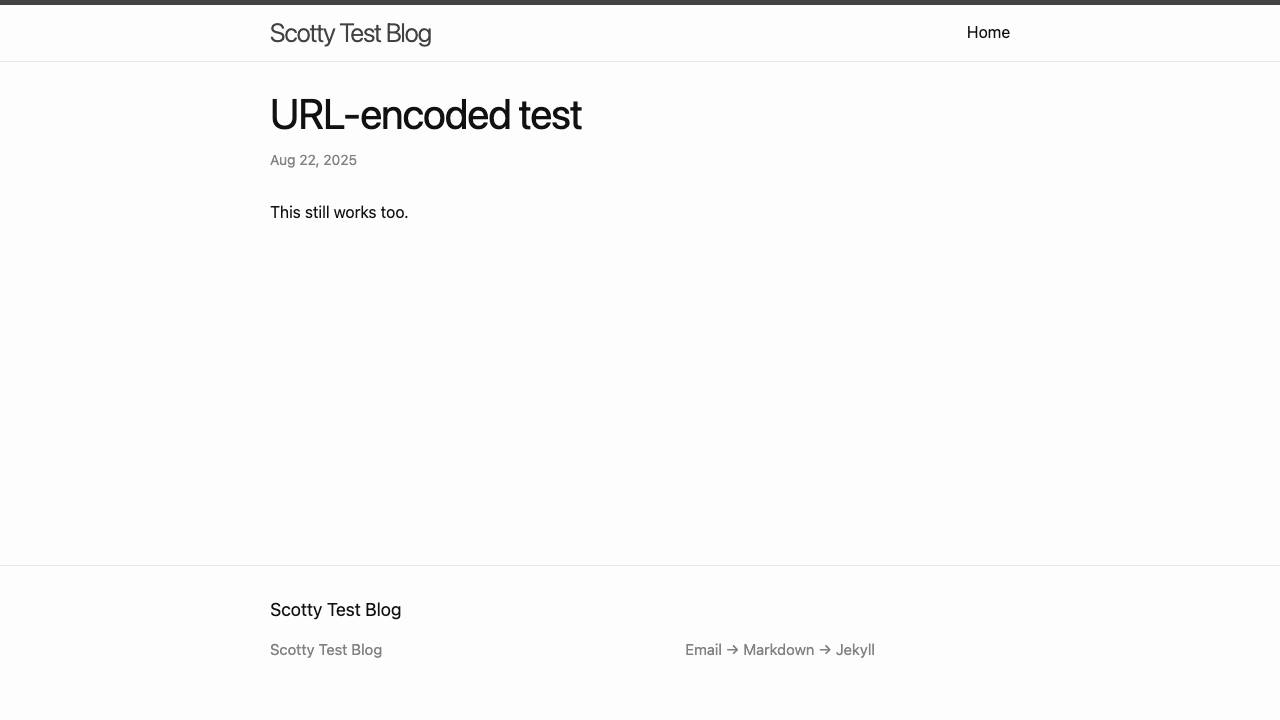 Scotty Test Blog
Home
URL-encoded test
Aug 22, 2025
This still works too.
Scotty Test Blog
Scotty Test Blog
Email → Markdown → Jekyll